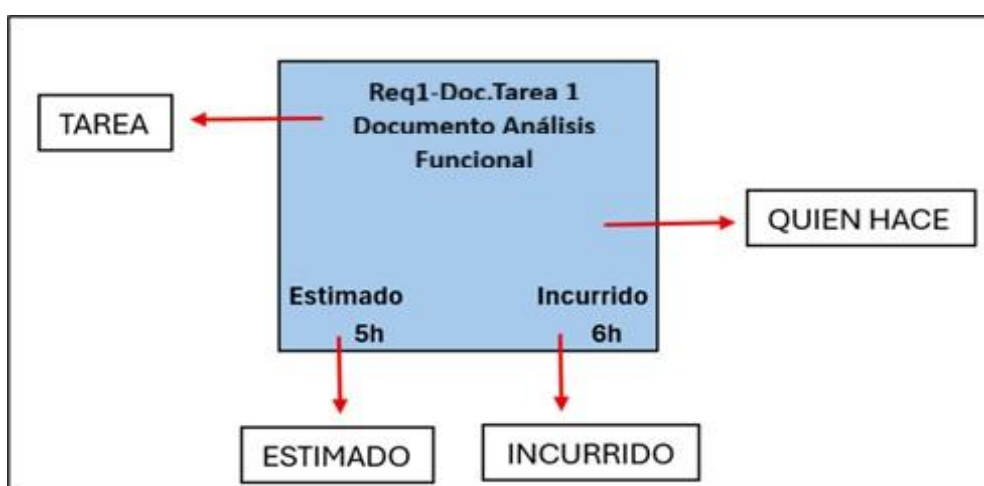 Req1-Doc.Tarea 1
Documento Análisis
Funcional
TAREA
QUIEN HACE
Estimado
5h
Incurrido
6h
ESTIMADO
INCURRIDO